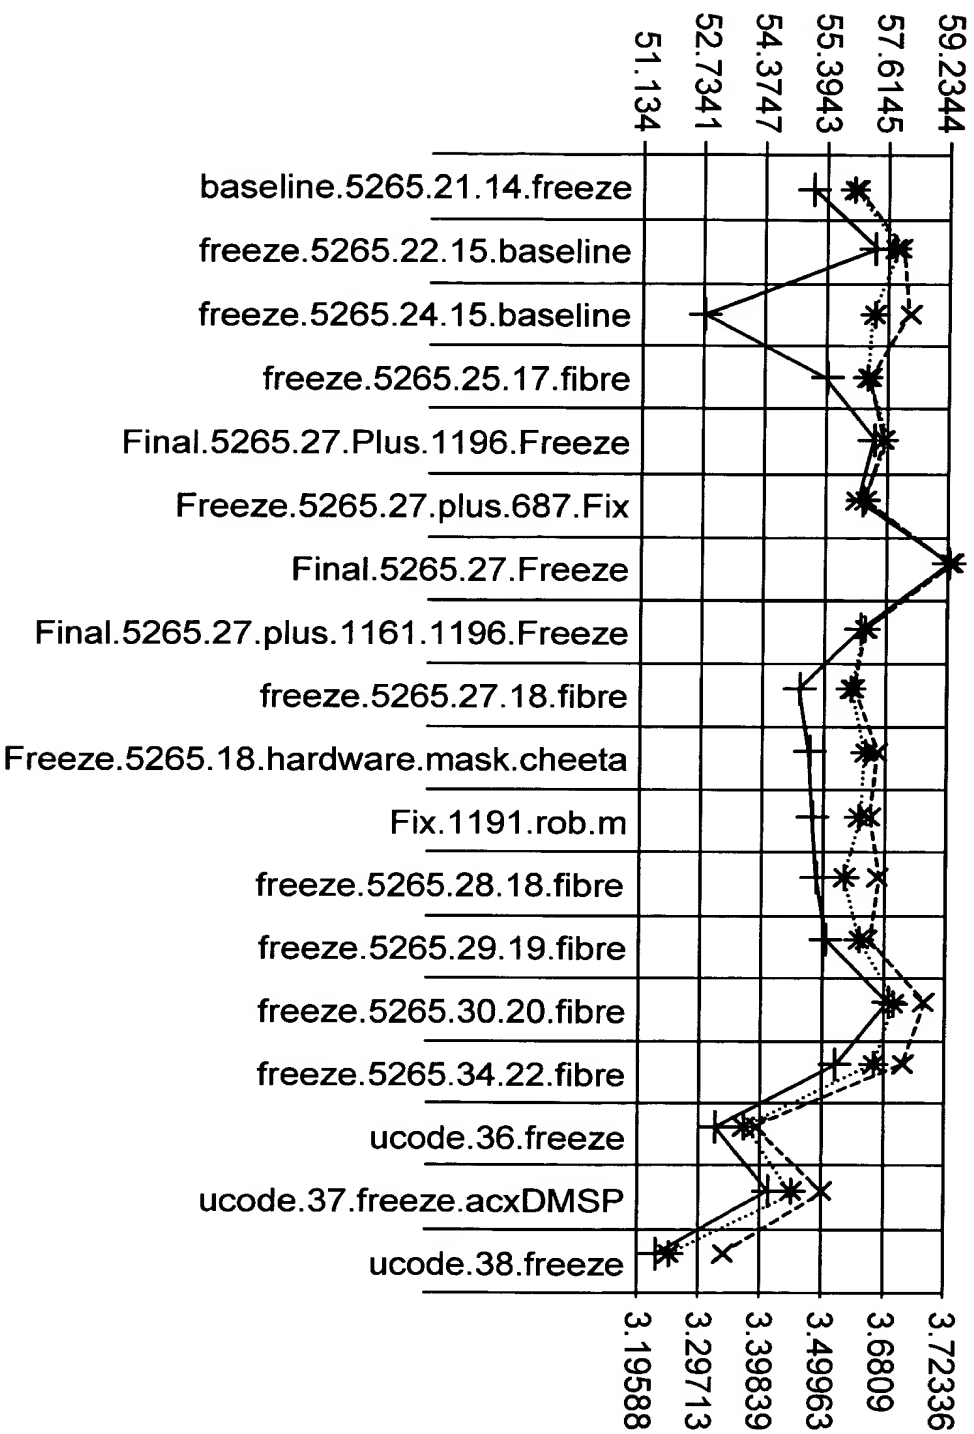 59.2344
57.6145
55.3943
54.3747
52.7341
51.134
baseline.5265.21.14.freeze
freeze.5265.22.15.baseline
freeze.5265.24.15.baseline
freeze.5265.25.17.fibre
Final.5265.27.Plus.1196.Freeze
Freeze.5265.27.plus.687.Fix
Final.5265.27.Freeze
Final.5265.27.plus.1161.1196.Freeze
freeze.5265.27.18.fibre
Freeze.5265.18.hardware.mask.cheeta
Fix.1191.rob.m
freeze.5265.28.18.fibre
freeze.5265.29.19.fibre
freeze.5265.30.20.fibre
freeze.5265.34.22.fibre
ucode.36.freeze
ucode.37.freeze.acxDMSP
ucode.38.freeze
3.72336
3.6809
3.49963
3.39839
3.29713
3.19588